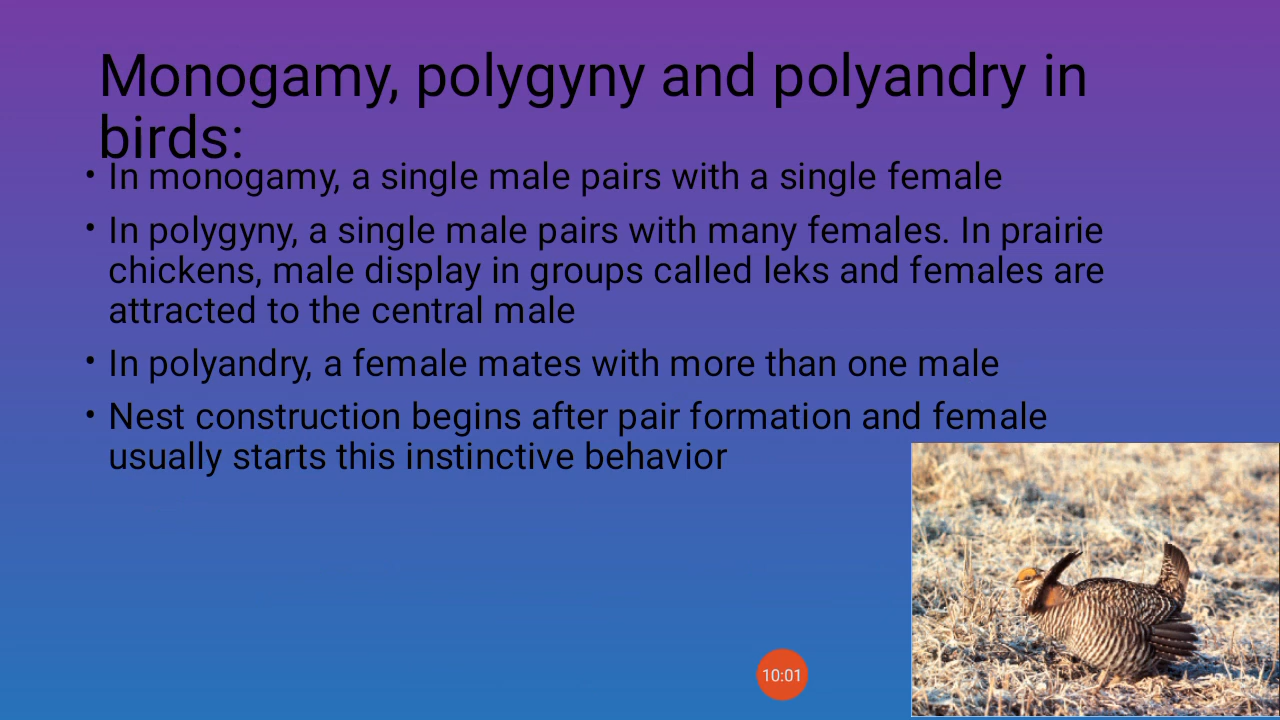 Monogamy, polygyny and polyandry in
birds:
• In monogamy, a single male pairs with a single female
• In polygyny, a single male pairs with many females. In prairie
chickens, male display in groups called leks and females are
attracted to the central male
• In polyandry, a female mates with more than one male
• Nest construction begins after pair formation and female
usually starts this instinctive behavior
10:01